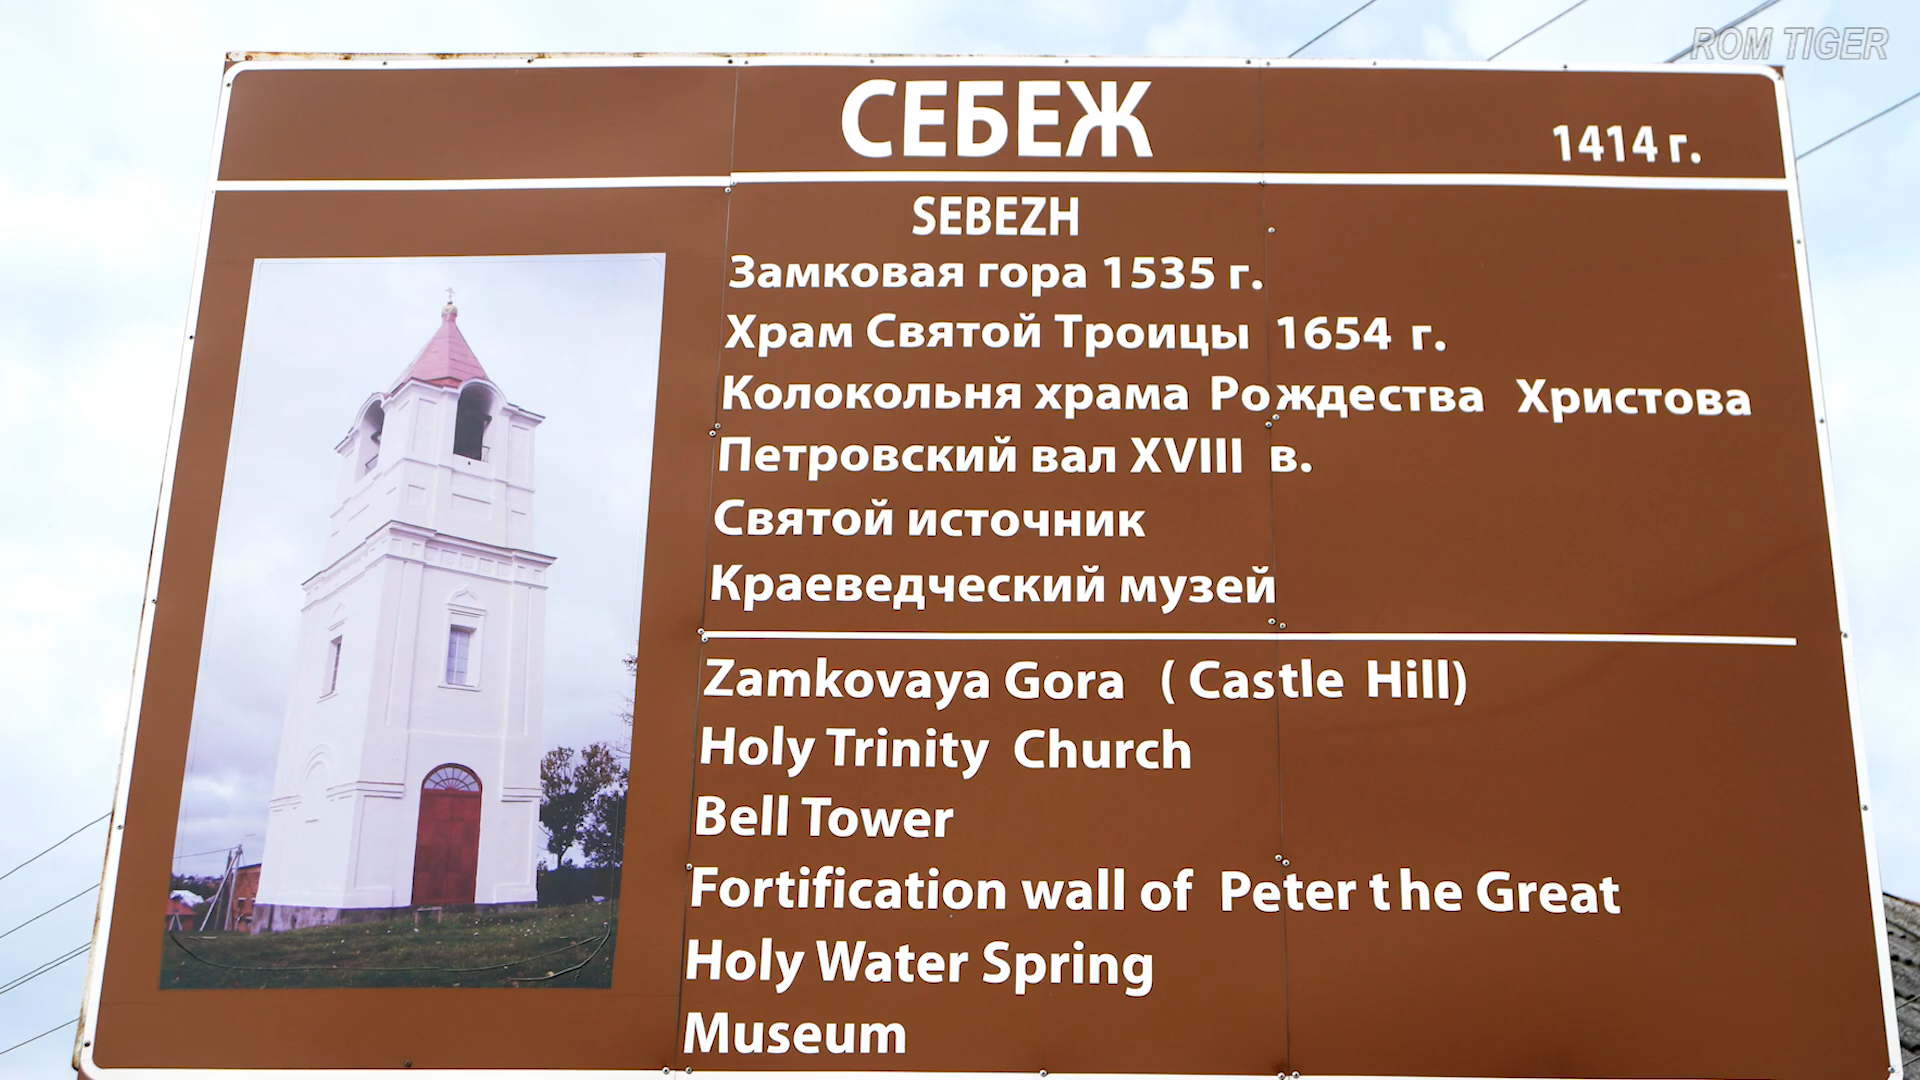 ROM TIGER
СЕБЕЖ
1414 г.
SEBEZH
Замковая гора 1535 г.
Храм Святой Троицы 1654 г.
Колокольня храма Рождества Христова
Петровский вал XVIII в.
Святой источник
Краеведческий музей
Zamkovaya Gora ( Castle Hill)
Holy Trinity Church
Bell Tower
Fortification wall of Peter the Great
Holy Water Spring
Museum